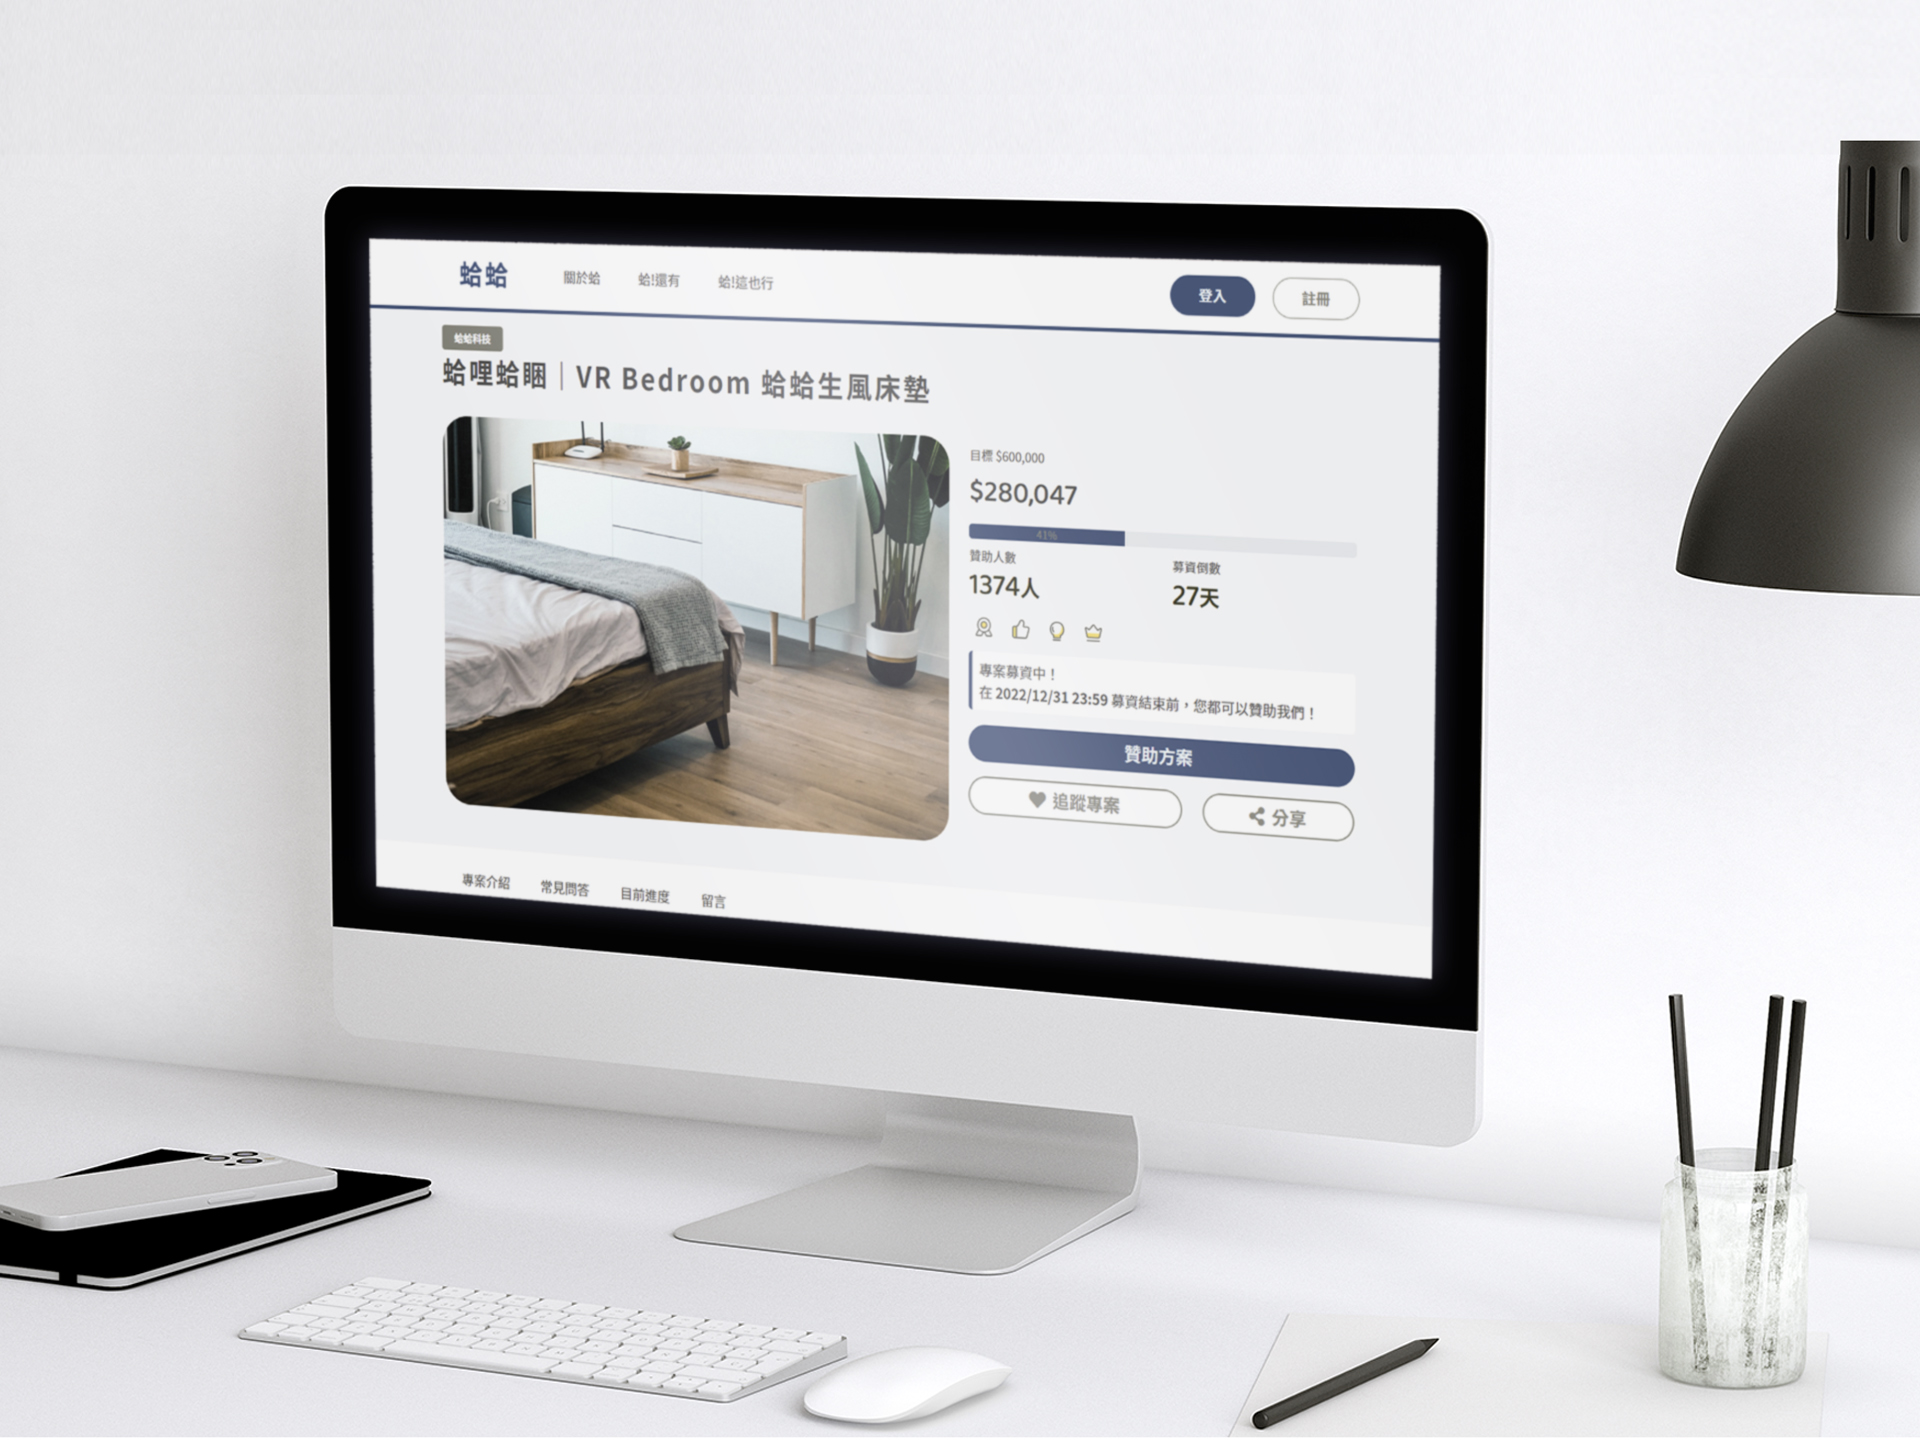 蛤蛤
關於蛤
蛤!還有
蛤!這也行
登入
註冊
蛤蛤科技
蛤哩蛤睏｜VR Bedroom 蛤蛤生風床墊
目標 $600,000
$280,047
41%
贊助人數
募資倒數
1374人
27天
專案募資中！
在 2022/12/31 23:59 募資結束前，您都可以贊助我們！
贊助方案
追蹤專案
分享
專案介紹
常見問答
目前進度
留言